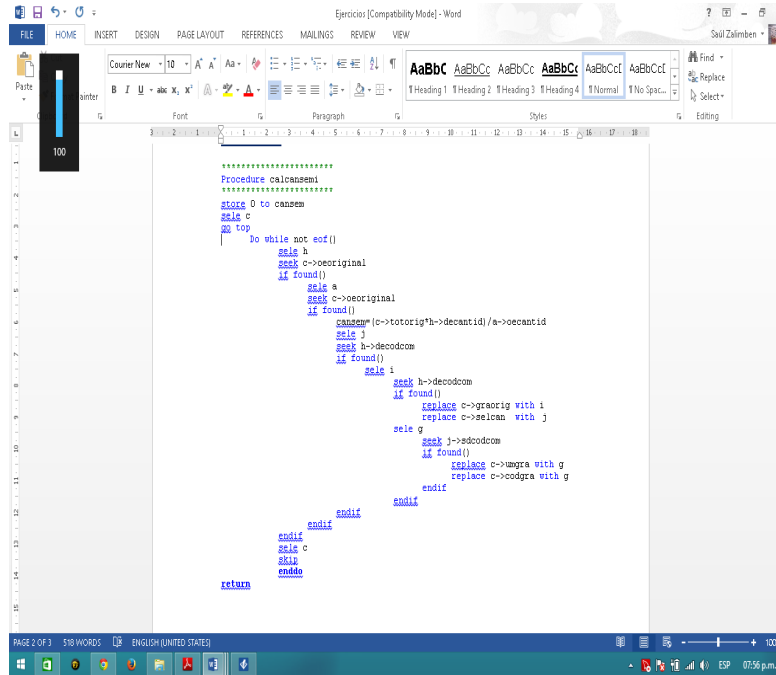 Ejercicios [Compatibility Mode] - Word
FILE HOME INSERT DESIGN PAGE LAYOUT REFERENCES MAILINGS REVIEW VIEW Saúl Zalimben
Courier New 10
Paste
Font Paragraph Styles Editing
AaBbC AaBbCc AaBbCc AaBbCc AaBbCcI AaBbCcI
¶ Heading 1 ¶ Heading 2 ¶ Heading 3 ¶ Heading 4 ¶ Normal ¶ No Spac...
Find
Replace
Select
100
***********************
Procedure calcansemi
***********************
store 0 to cansem
sele c
go top
Do while not eof()
sele h
seek c->oeoriginal
if found()
sele a
seek c->oeoriginal
if found()
cansem=(c->totorig*h->decantid)/a->oecantid
sele j
seek h->decodcom
if found()
sele i
seek h->decodcom
if found()
replace c->graorig with i
replace c->selcan with j
sele g
seek j->sdcodcom
if found()
replace c->umgra with g
replace c->codgra with g
endif
endif
endif
endif
endif
sele c
skip
enddo
return
PAGE 2 OF 3 518 WORDS ENGLISH (UNITED STATES) 100
ESP 07:56 p.m.